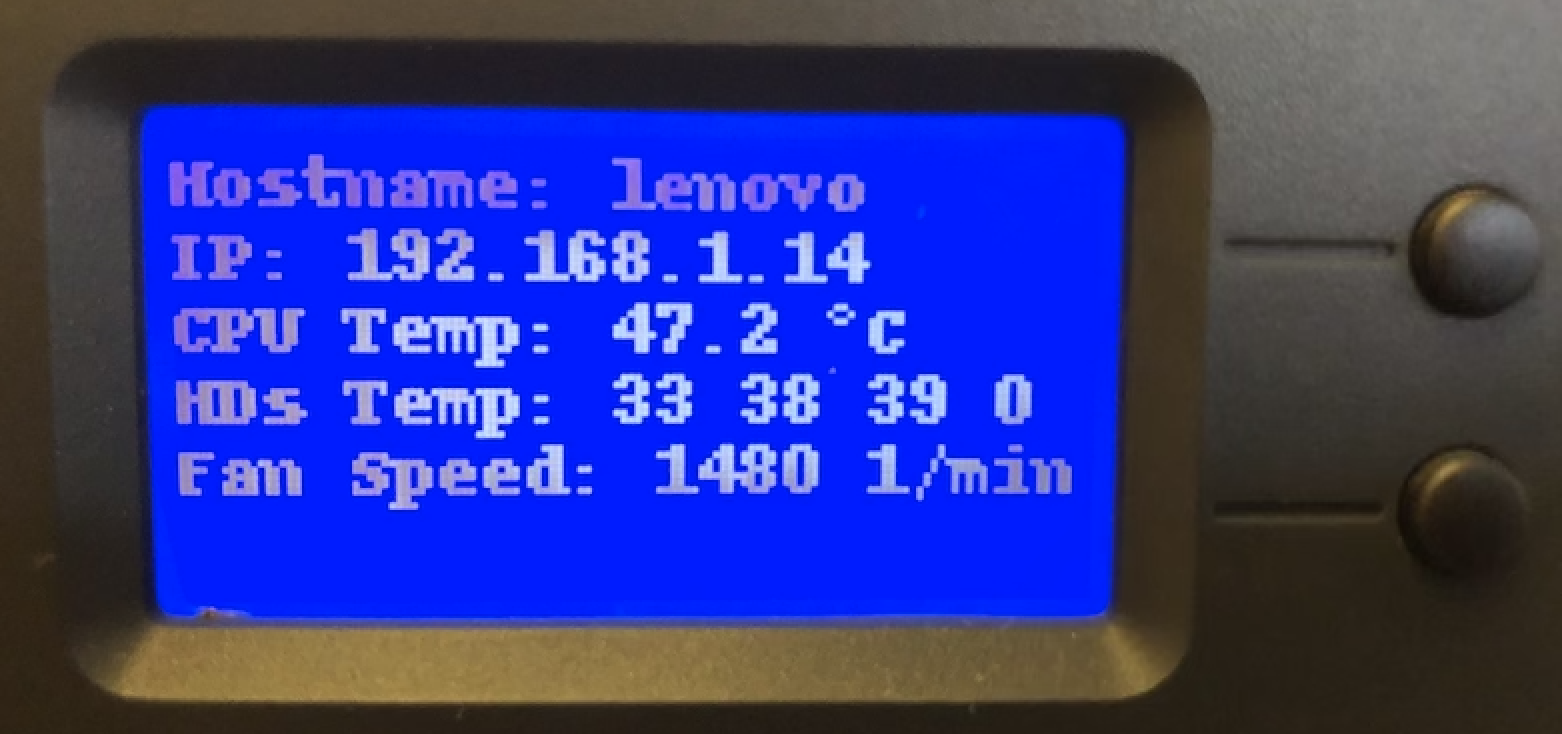 Hostname: lenovo
IP: 192.168.1.14
CPU Temp: 47.2 °C
HDs Temp: 33 38 39 0
Fan Speed: 1480 1/min